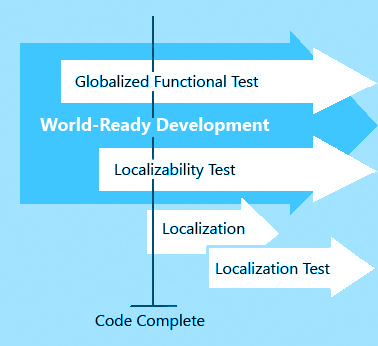 Globalized Functional Test
World-Ready Development
Localizability Test
Localization
Localization Test
Code Complete